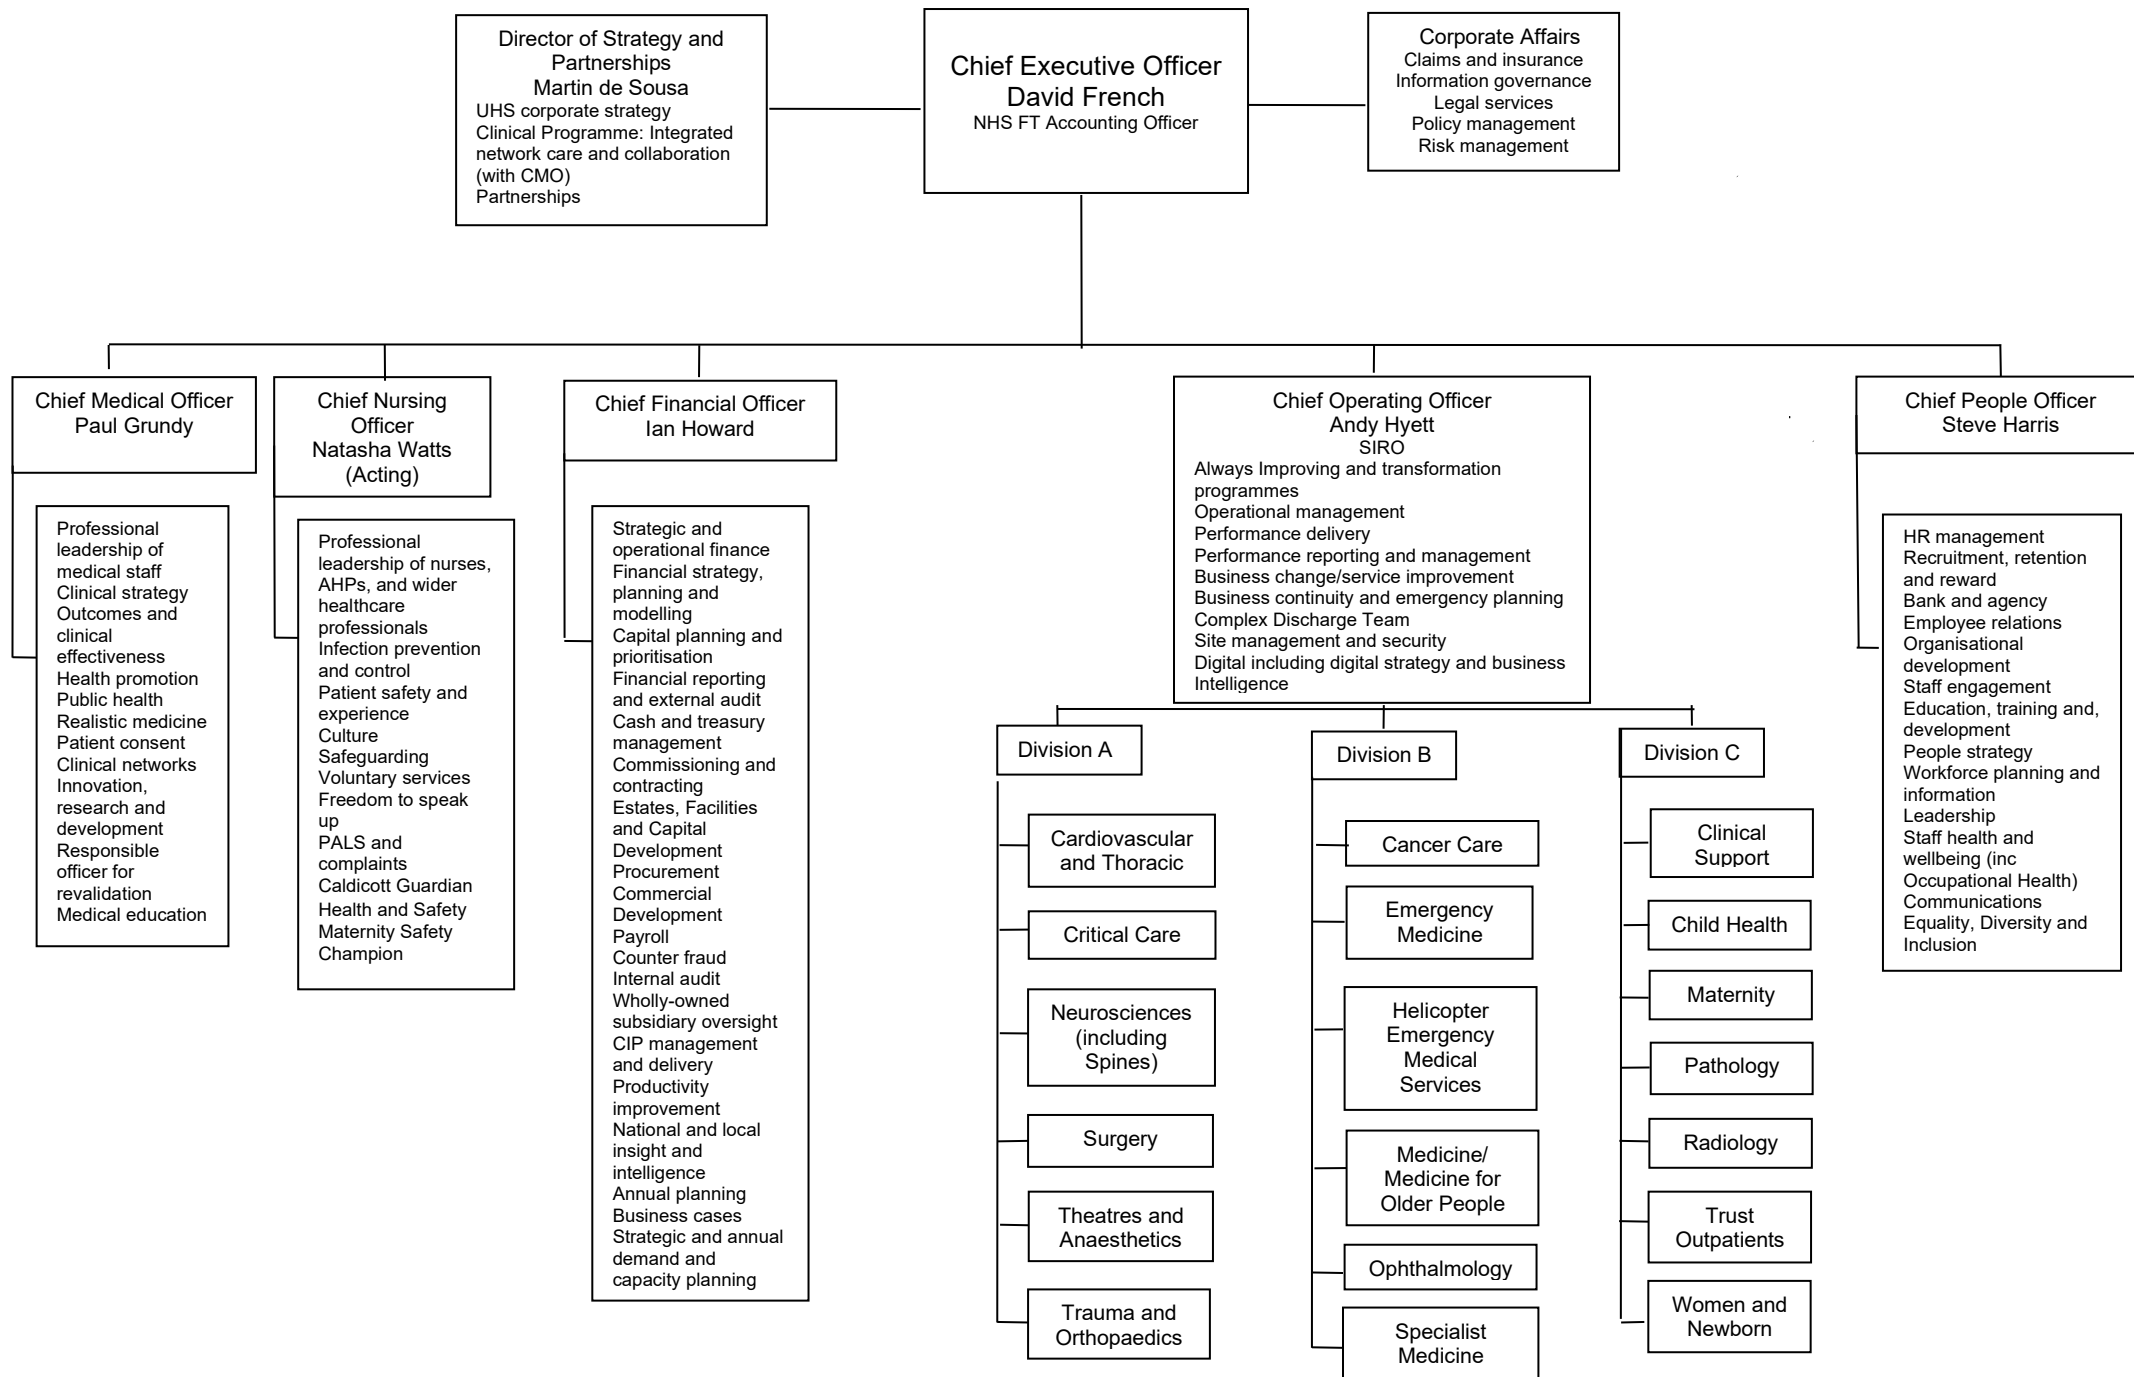 Director of Strategy and
Partnerships
Martin de Sousa
UHS corporate strategy
Clinical Programme: Integrated
network care and collaboration
(with CMO)
Partnerships
Chief Executive Officer
David French
NHS FT Accounting Officer
Corporate Affairs
Claims and insurance
Information governance
Legal services
Policy management
Risk management
Chief Medical Officer
Paul Grundy
Professional
leadership of
medical staff
Clinical strategy
Outcomes and
clinical
effectiveness
Health promotion
Public health
Realistic medicine
Patient consent
Clinical networks
Innovation,
research and
development
Responsible
officer for
revalidation
Medical education
Chief Nursing
Officer
Natasha Watts
(Acting)
Professional
leadership of nurses,
AHPs, and wider
healthcare
professionals
Infection prevention
and control
Patient safety and
experience
Culture
Safeguarding
Voluntary services
Freedom to speak
up
PALS and
complaints
Caldicott Guardian
Health and Safety
Maternity Safety
Champion
Chief Financial Officer
Ian Howard
Strategic and
operational finance
Financial strategy,
planning and
modelling
Capital planning and
prioritisation
Financial reporting
and external audit
Cash and treasury
management
Commissioning and
contracting
Estates, Facilities
and Capital
Development
Procurement
Commercial
Development
Payroll
Counter fraud
Internal audit
Wholly-owned
subsidiary oversight
CIP management
and delivery
Productivity
improvement
National and local
insight and
intelligence
Annual planning
Business cases
Strategic and annual
demand and
capacity planning
Chief Operating Officer
Andy Hyett
SIRO
Always Improving and transformation
programmes
Operational management
Performance delivery
Performance reporting and management
Business change/service improvement
Business continuity and emergency planning
Complex Discharge Team
Site management and security
Digital including digital strategy and business
Intelligence
Division A
Cardiovascular
and Thoracic
Critical Care
Neurosciences
(including
Spines)
Surgery
Theatres and
Anaesthetics
Trauma and
Orthopaedics
Division B
Cancer Care
Emergency
Medicine
Helicopter
Emergency
Medical
Services
Medicine/
Medicine for
Older People
Ophthalmology
Specialist
Medicine
Division C
Clinical
Support
Child Health
Maternity
Pathology
Radiology
Trust
Outpatients
Women and
Newborn
Chief People Officer
Steve Harris
HR management
Recruitment, retention
and reward
Bank and agency
Employee relations
Organisational
development
Staff engagement
Education, training and,
development
People strategy
Workforce planning and
information
Leadership
Staff health and
wellbeing (inc
Occupational Health)
Communications
Equality, Diversity and
Inclusion